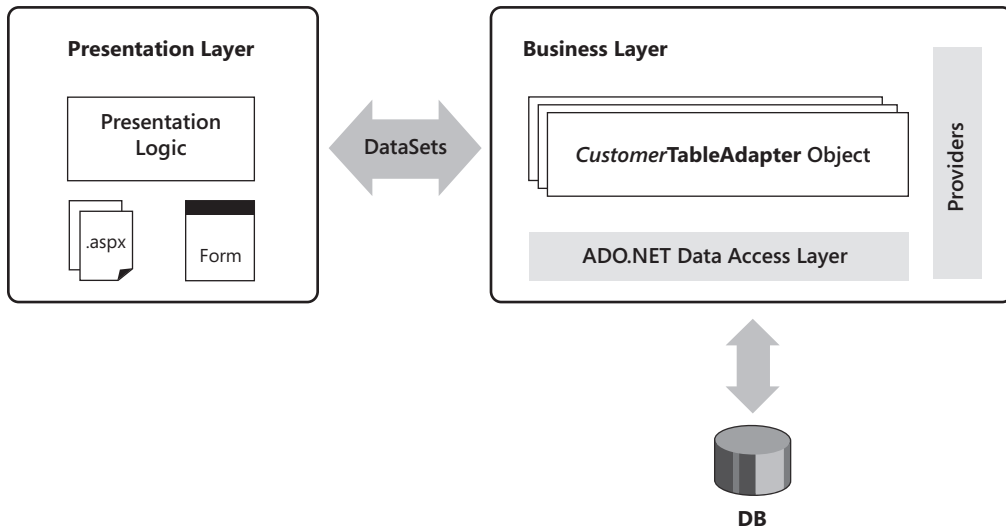 Presentation Layer
Presentation
Logic
.aspx
Form
DataSets
Business Layer
CustomerTableAdapter Object
ADO.NET Data Access Layer
Providers
DB